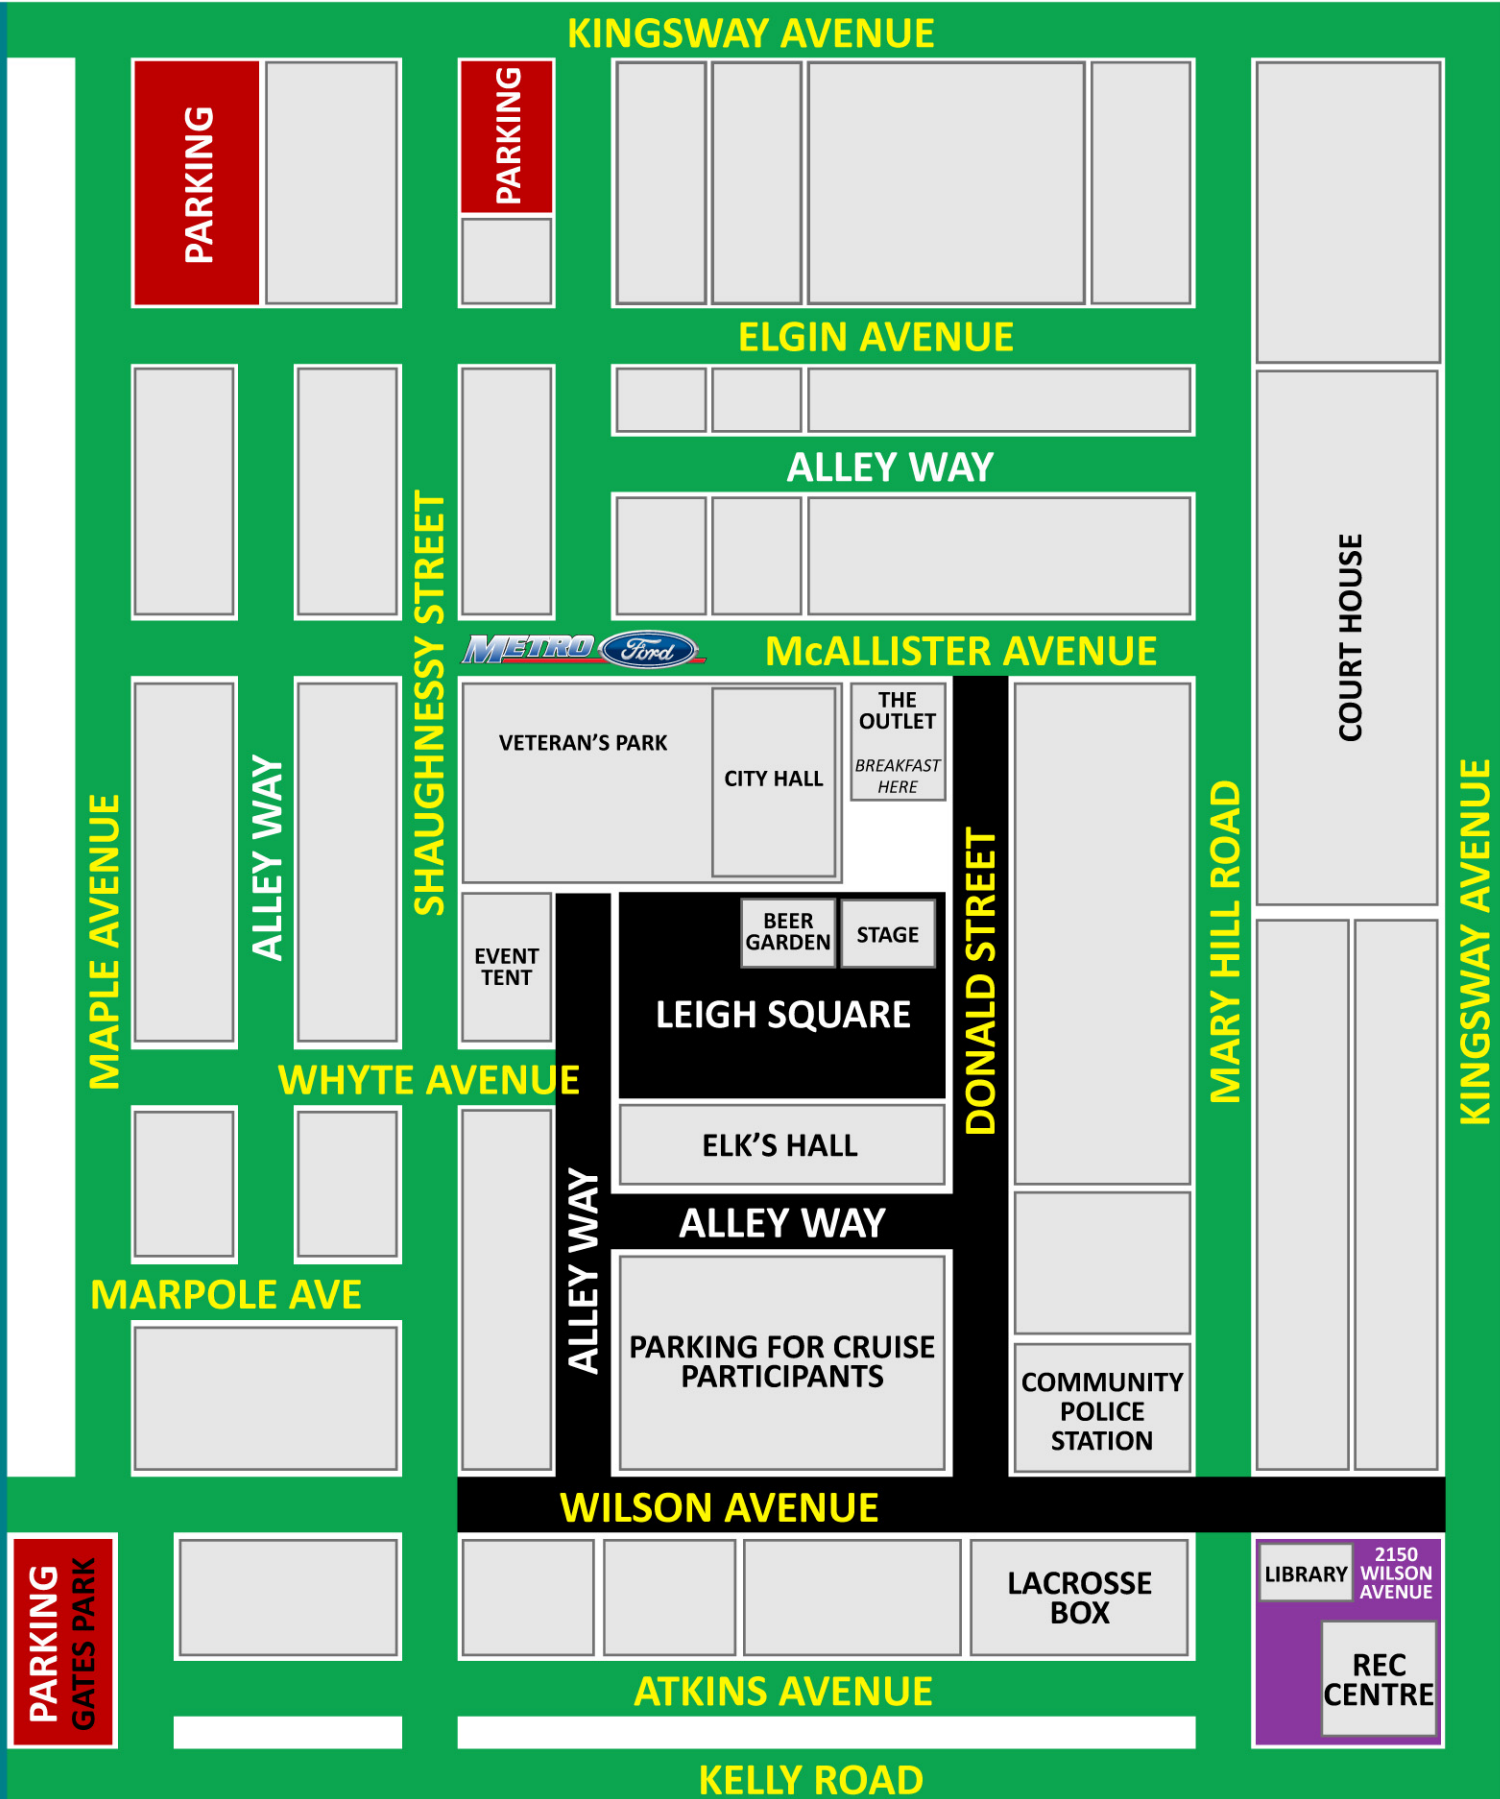 KINGSWAY AVENUE
PARKING
PARKING
ELGIN AVENUE
ALLEY WAY
SHAUGHNESSY STREET
COURT HOUSE
METRO Ford
McALLISTER AVENUE
VETERAN’S PARK
CITY HALL
THE
OUTLET
BREAKFAST
HERE
MAPLE AVENUE
ALLEY WAY
DONALD STREET
MARY HILL ROAD
KINGSWAY AVENUE
EVENT
TENT
BEER
GARDEN
STAGE
LEIGH SQUARE
WHYTE AVENUE
ELK’S HALL
ALLEY WAY
ALLEY WAY
MARPOLE AVE
PARKING FOR CRUISE
PARTICIPANTS
COMMUNITY
POLICE
STATION
WILSON AVENUE
PARKING
GATES PARK
LACROSSE
BOX
LIBRARY
2150
WILSON
AVENUE
REC
CENTRE
ATKINS AVENUE
KELLY ROAD